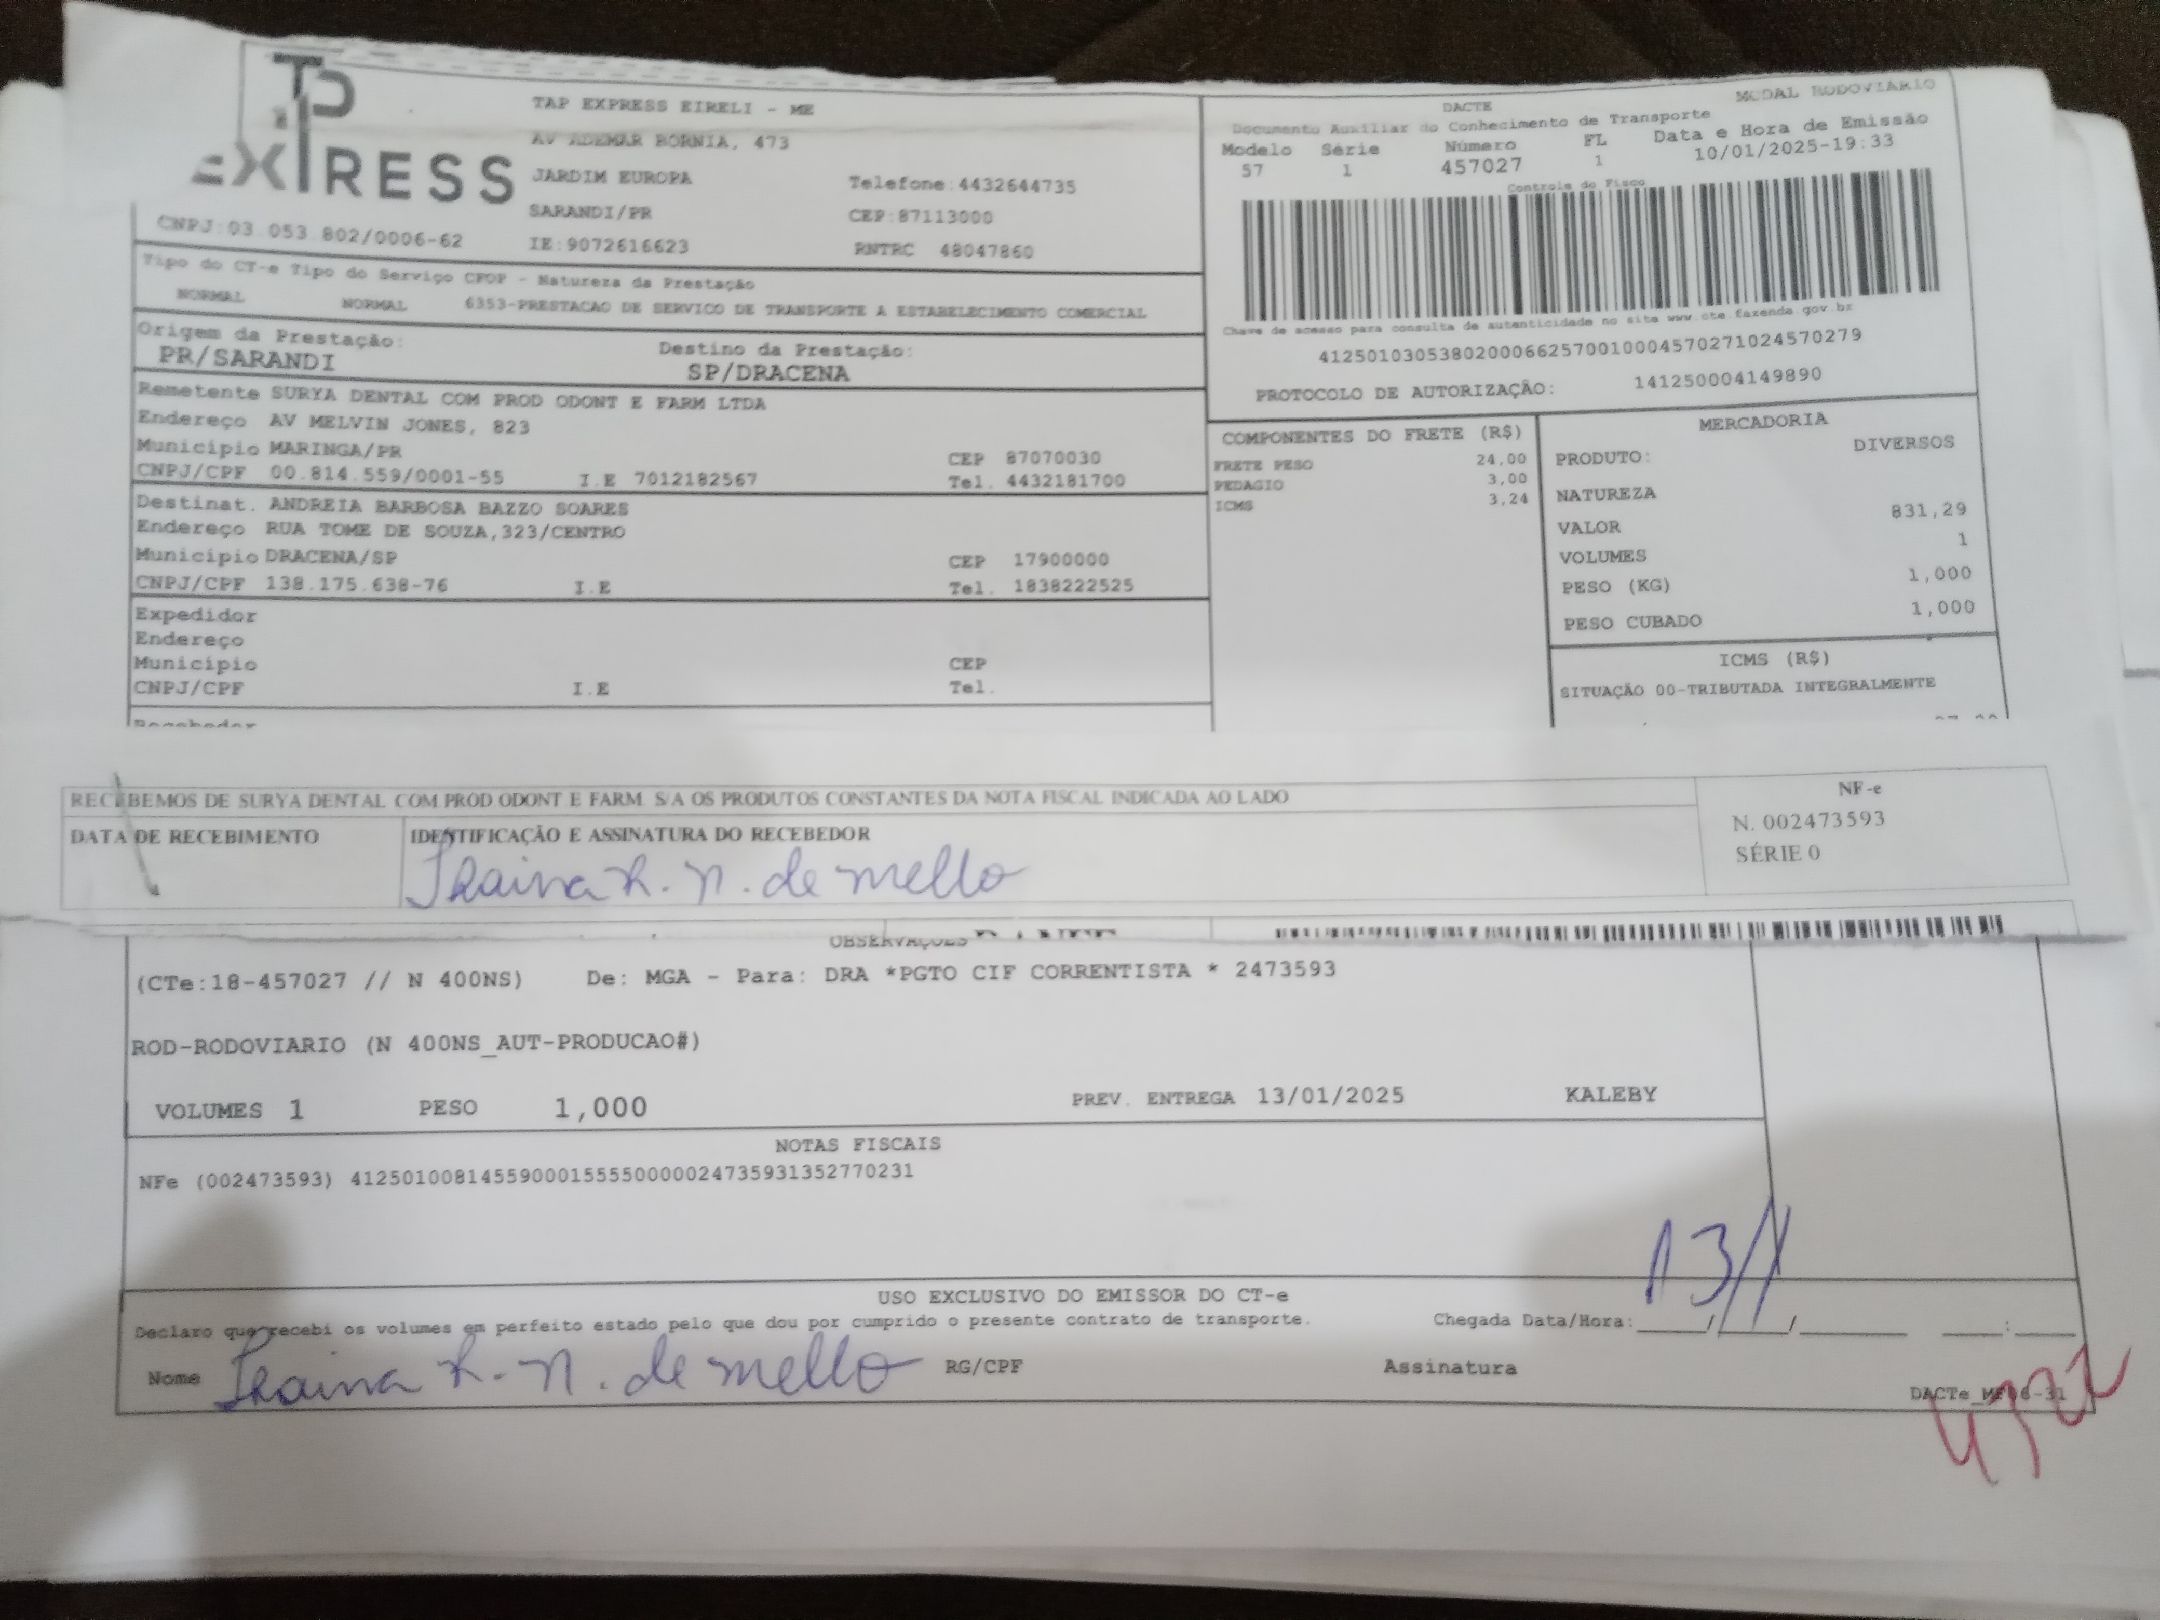 TP EXPRESS
TAP EXPRESS EIRELI - ME
AV ADEMAR BORNIA, 473
JARDIM EUROPA Telefone:4432644735
SARANDI/PR CEP:87113000
CNPJ:03.053.802/0006-62 IE:9072616623 RNTRC 48047860
Tipo do CT-e Tipo do Serviço CFOP - Natureza da Prestação
NORMAL NORMAL 6353-PRESTACAO DE SERVICO DE TRANSPORTE A ESTABELECIMENTO COMERCIAL
Origem da Prestação: Destino da Prestação:
PR/SARANDI SP/DRACENA
Remetente SURYA DENTAL COM PROD ODONT E FARM LTDA
Endereço AV MELVIN JONES, 823
Município MARINGA/PR CEP 87070030
CNPJ/CPF 00.814.559/0001-55 I.E 7012182567 Tel. 4432181700
Destinat. ANDREIA BARBOSA BAZZO SOARES
Endereço RUA TOME DE SOUZA,323/CENTRO
Município DRACENA/SP CEP 17900000
CNPJ/CPF 138.175.638-76 I.E Tel. 1838222525
Expedidor
Endereço
Município CEP
CNPJ/CPF I.E Tel.
Recebedor
MODAL RODOVIARIO
DACTE
Documento Auxiliar do Conhecimento de Transporte
Modelo Série Número FL Data e Hora de Emissão
57 1 457027 1 10/01/2025-19:33
Controle do Fisco
Chave de acesso para consulta de autenticidade no site www.cte.fazenda.gov.br
41250103053802000662570010004570271024570279
PROTOCOLO DE AUTORIZAÇÃO: 141250004149890
COMPONENTES DO FRETE (R$)
FRETE PESO 24,00
PEDAGIO 3,00
ICMS 3,24
MERCADORIA
PRODUTO: DIVERSOS
NATUREZA
VALOR 831,29
VOLUMES 1
PESO (KG) 1,000
PESO CUBADO 1,000
ICMS (R$)
SITUAÇÃO 00-TRIBUTADA INTEGRALMENTE
RECEBEMOS DE SURYA DENTAL COM PROD ODONT E FARM S/A OS PRODUTOS CONSTANTES DA NOTA FISCAL INDICADA AO LADO
DATA DE RECEBIMENTO IDENTIFICAÇÃO E ASSINATURA DO RECEBEDOR
R. N. de mello
NF-e
N. 002473593
SÉRIE 0
OBSERVAÇÕES
(CTe:18-457027 // N 400NS) De: MGA - Para: DRA *PGTO CIF CORRENTISTA * 2473593
ROD-RODOVIARIO (N 400NS_AUT-PRODUCAO#)
VOLUMES 1 PESO 1,000 PREV. ENTREGA 13/01/2025 KALEBY
NOTAS FISCAIS
NFe (002473593) 41250100814559000155550000024735931352770231
13/1
USO EXCLUSIVO DO EMISSOR DO CT-e
Declaro que recebi os volumes em perfeito estado pelo que dou por cumprido o presente contrato de transporte. Chegada Data/Hora:____/____/______ ___:___
Nome R. N. de mello RG/CPF Assinatura